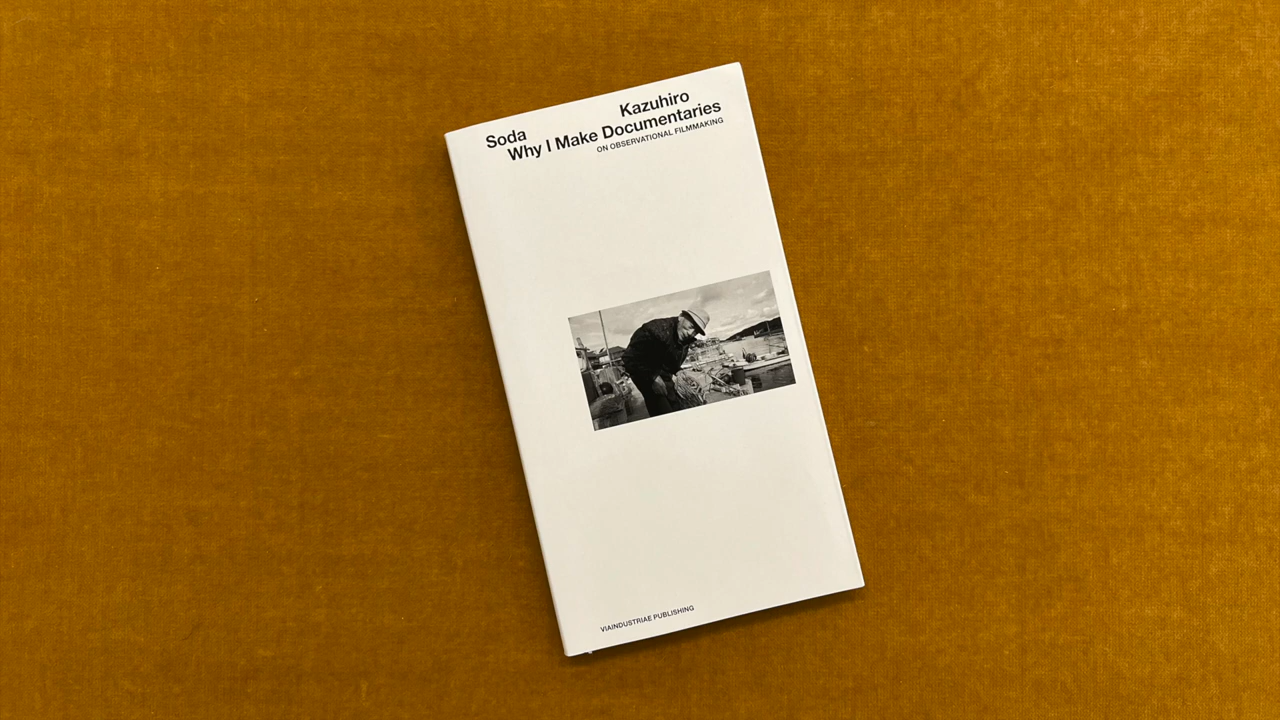 Soda Kazuhiro
Why I Make Documentaries
ON OBSERVATIONAL FILMMAKING
VIAINDUSTRIAE PUBLISHING